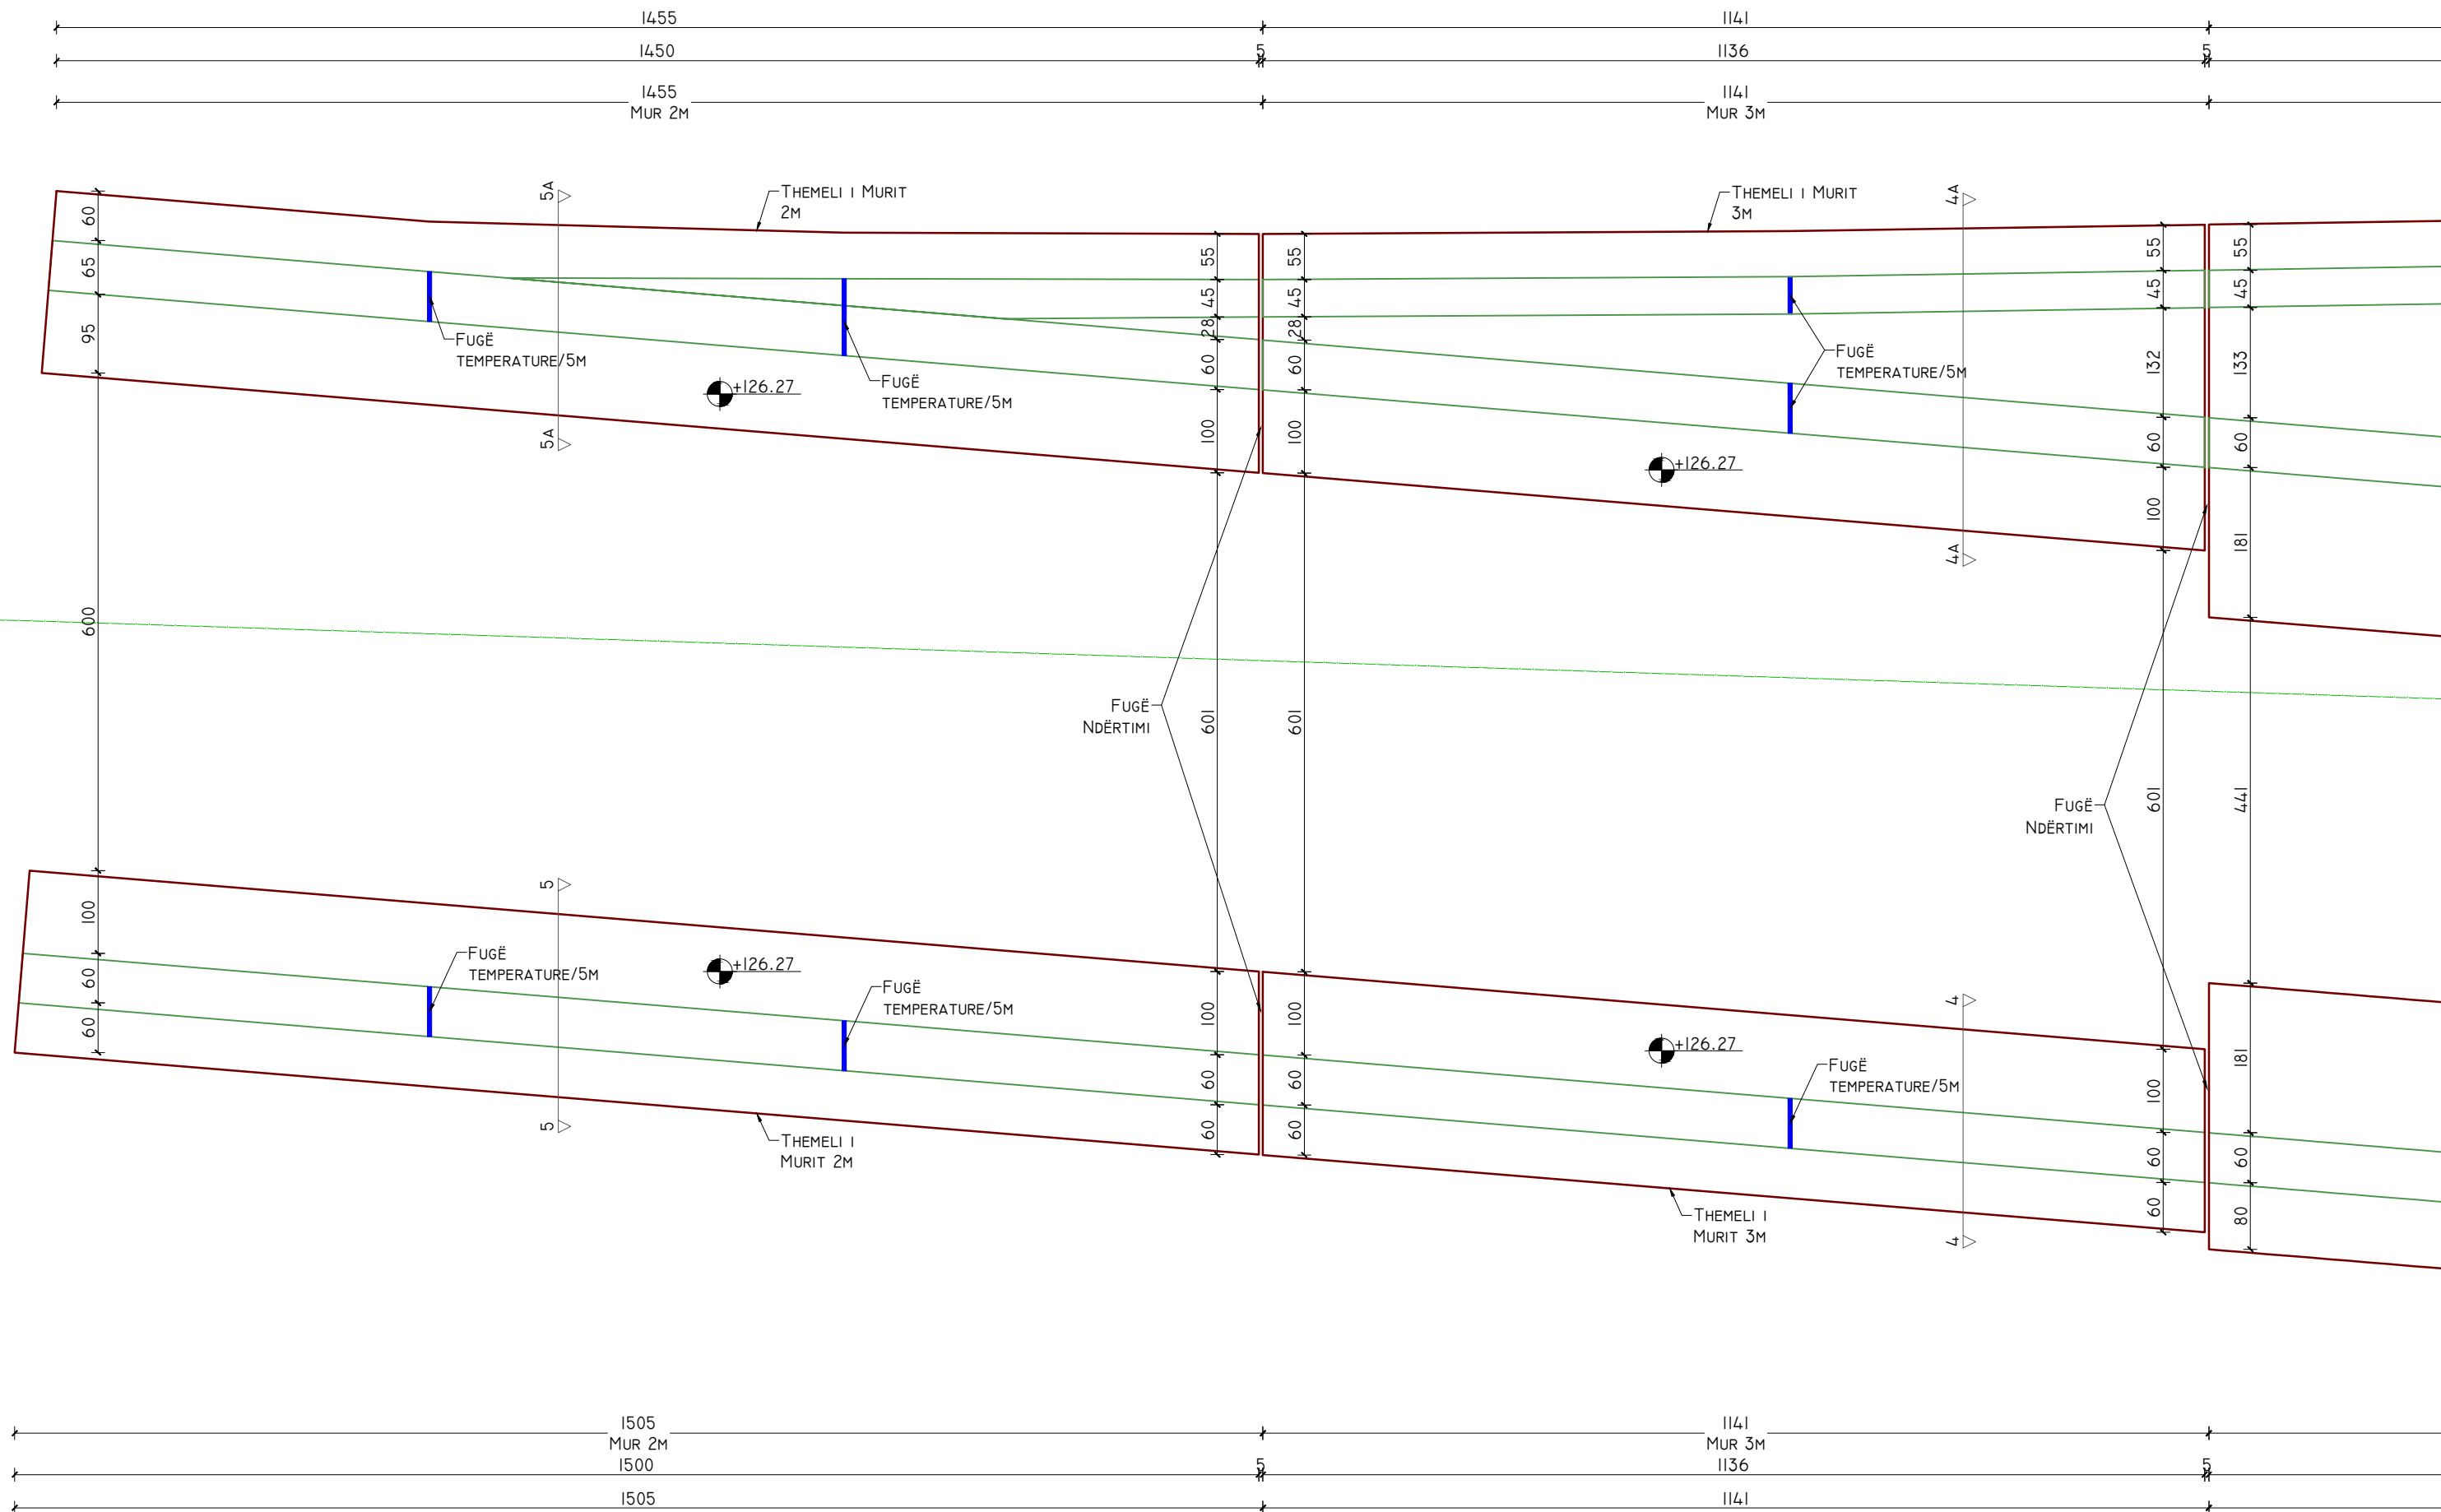 1455
1141
1450
5
1136
5
1455
MUR 2M
1141
MUR 3M
5A
4A
THEMELI I MURIT
2M
THEMELI I MURIT
3M
60
65
95
600
100
60
60
55
45
28
60
100
601
100
60
60
55
45
28
60
100
601
100
60
60
55
45
132
60
100
601
100
60
60
55
45
133
60
181
441
181
60
80
FUGË
TEMPERATURE/5M
FUGË
TEMPERATURE/5M
FUGË
TEMPERATURE/5M
+126.27
+126.27
5A
4A
FUGË
NDËRTIMI
FUGË
NDËRTIMI
5
FUGË
TEMPERATURE/5M
+126.27
FUGË
TEMPERATURE/5M
4
+126.27
FUGË
TEMPERATURE/5M
5
THEMELI I
MURIT 2M
4
THEMELI I
MURIT 3M
1505
MUR 2M
1141
MUR 3M
1500
5
1136
5
1505
1141